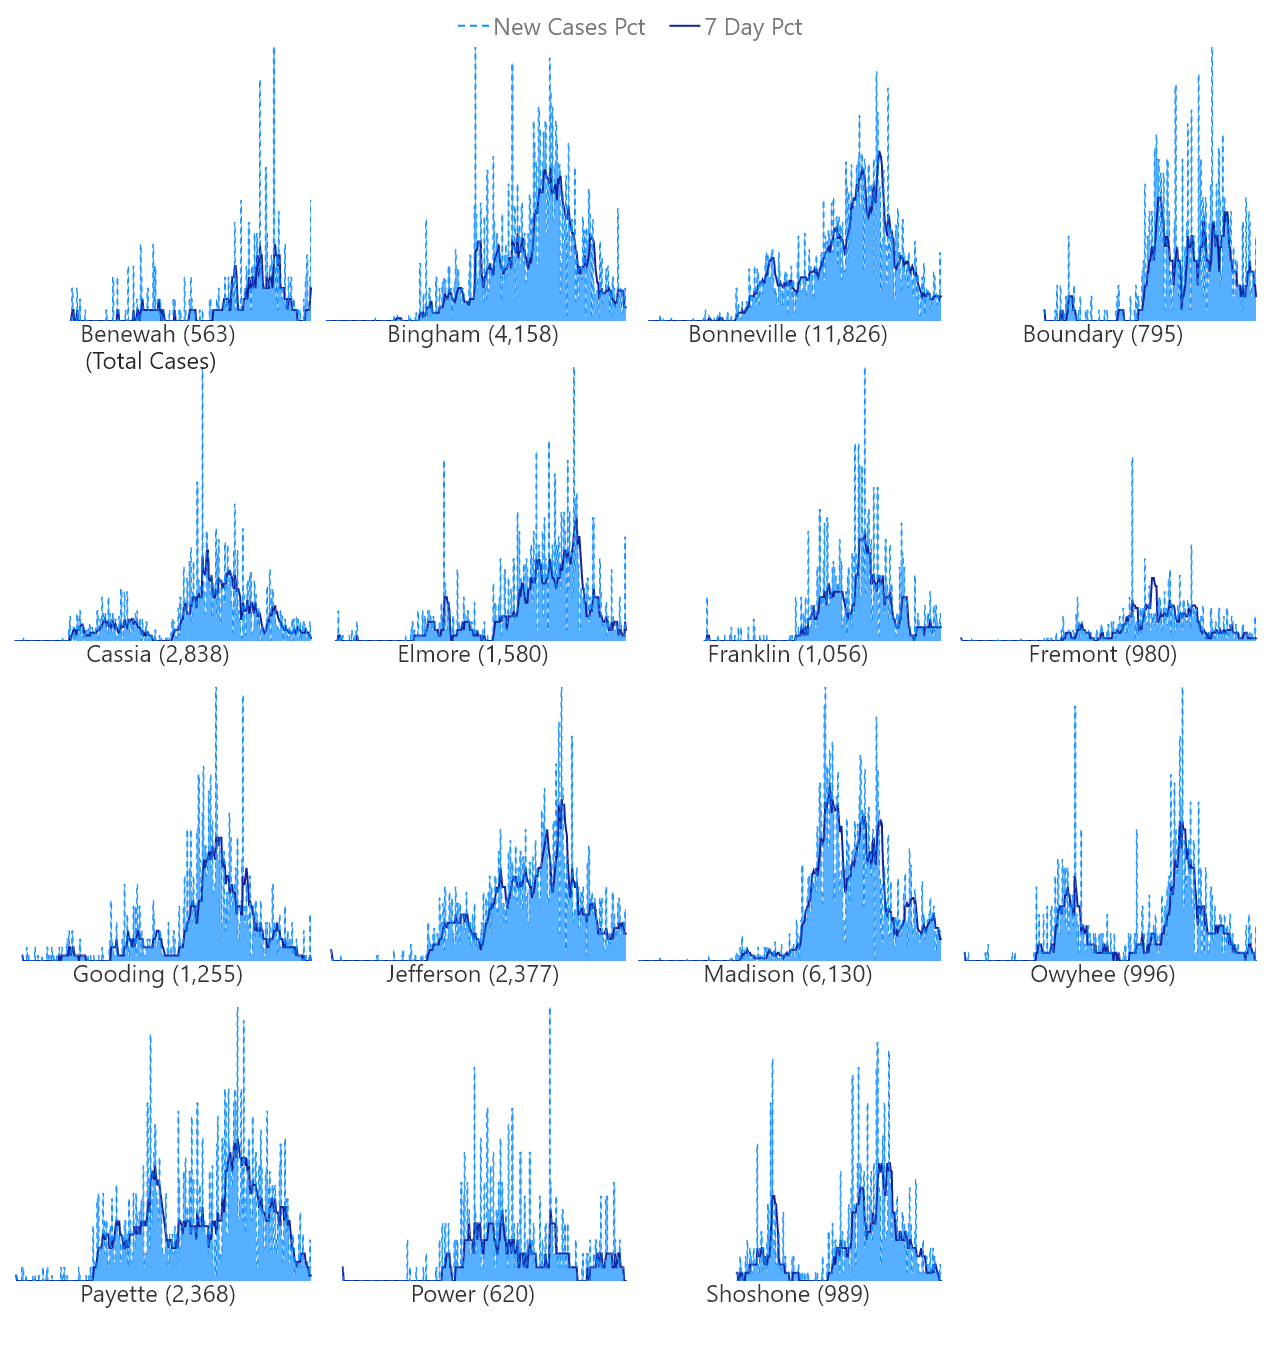 New Cases Pct 7 Day Pct
Benewah (563) Bingham (4,158) Bonneville (11,826) Boundary (795)
(Total Cases)
Cassia (2,838) Elmore (1,580) Franklin (1,056) Fremont (980)
Gooding (1,255) Jefferson (2,377) Madison (6,130) Owyhee (996)
Payette (2,368) Power (620) Shoshone (989)